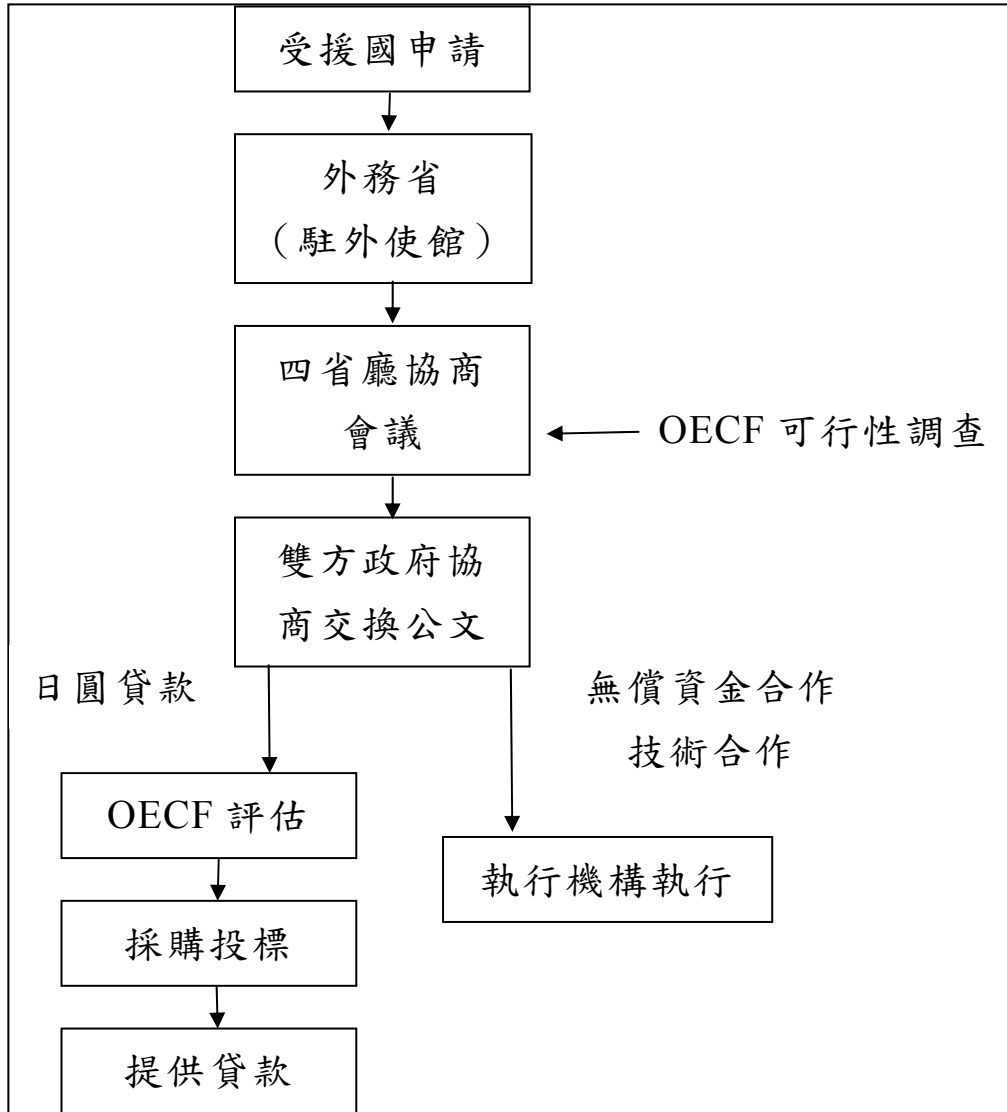 受援國申請
外務省
（駐外使館）
四省廳協商
會議
OECF 可行性調查
雙方政府協
商交換公文
日圓貸款
無償資金合作
技術合作
OECF 評估
執行機構執行
採購投標
提供貸款